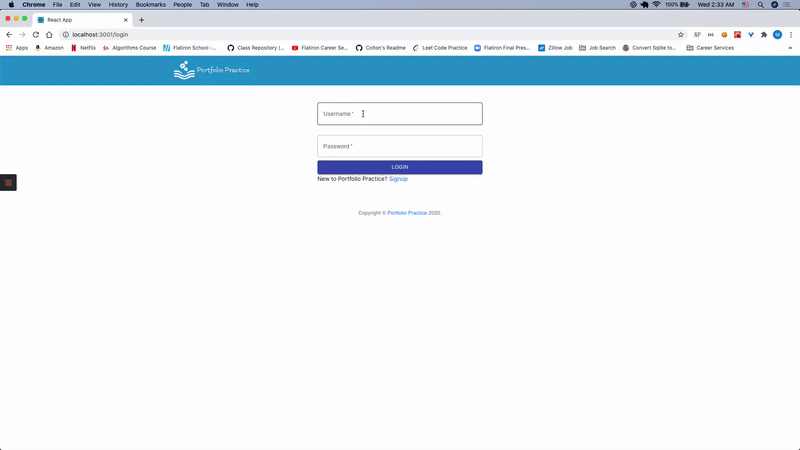 Chrome File Edit View History Bookmarks People Tab Window Help 100% Wed 2:33 AM
React App
localhost:3001/login
Apps Amazon Netflix Algorithms Course Flatiron School -... Class Repository (... Flatiron Career Se... Colton's Readme Leet Code Practice Flatiron Final Pres... Zillow Job Job Search Convert Sqlite to... Career Services
Portfolio Practice
Username *
Password *
LOGIN
New to Portfolio Practice? Signup
Copyright © Portfolio Practice 2020.